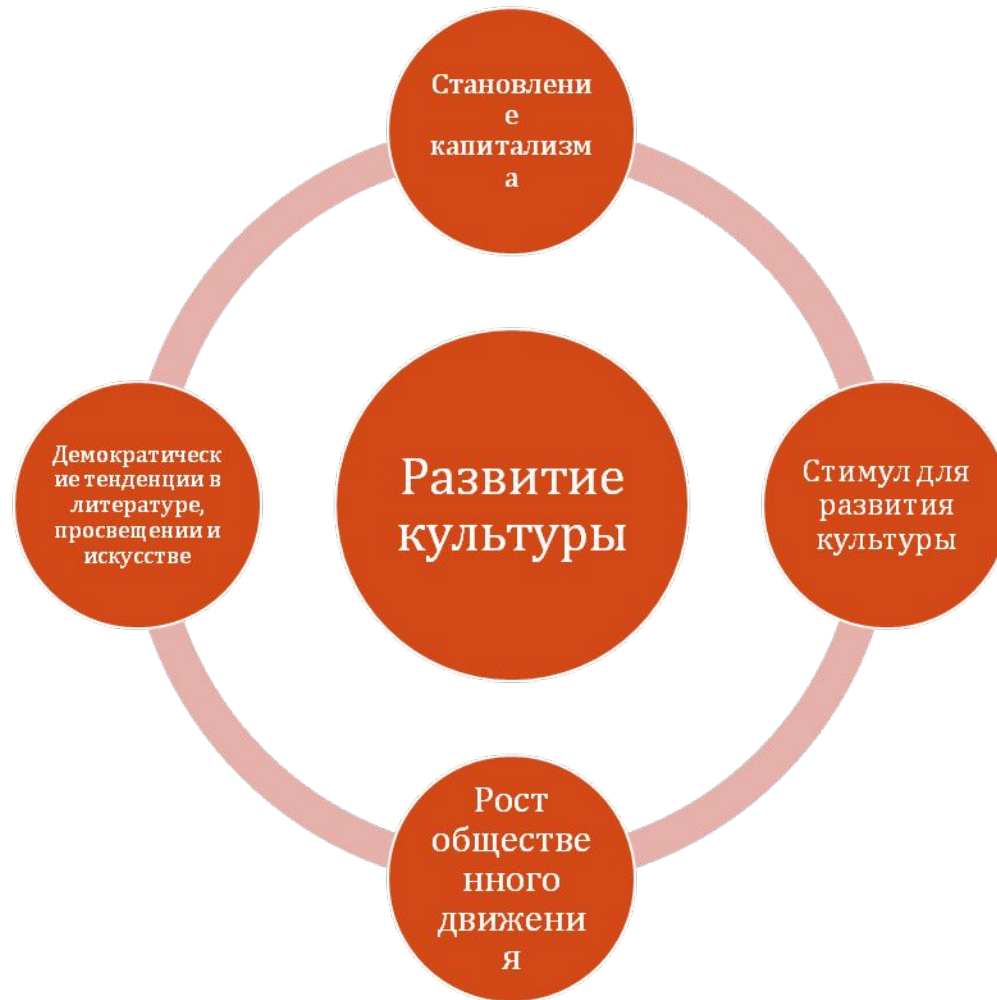 Становлени
е
капитализм
а
Демократическ
ие тенденции в
литературе,
просвещении и
искусстве
Развитие
культуры
Стимул для
развития
культуры
Рост
обществе
нного
движени
я